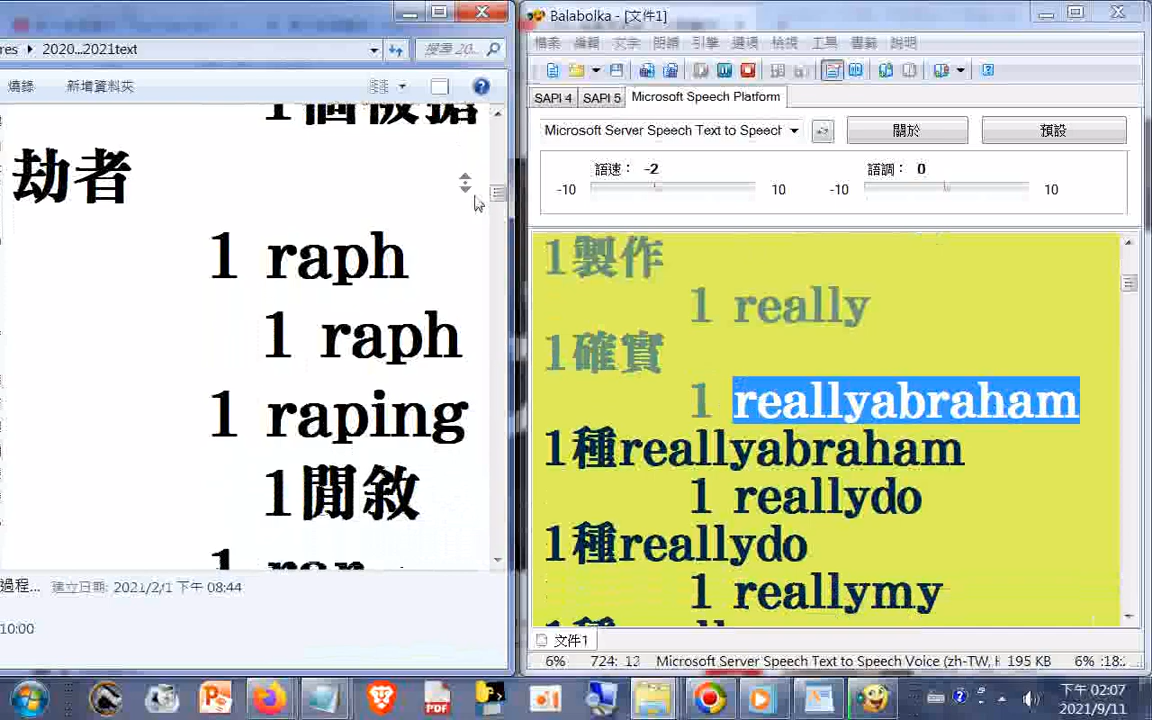 res ▸ 2020...2021text
搜尋 20...
燒錄 新增資料夾
1個被擄
劫者
1 raph
1 raph
1 raping
1閒敘
1 ran
過程... 建立日期: 2021/2/1 下午 08:44
10:00
Balabolka - [文件1]
檔案 編輯 文字 朗讀 引擎 選項 檢視 工具 書籤 說明
SAPI 4 SAPI 5 Microsoft Speech Platform
Microsoft Server Speech Text to Speech
關於 預設
語速: -2 語調: 0
-10 10 -10 10
1製作
1 really
1確實
1 reallyabraham
1種reallyabraham
1 reallydo
1種reallydo
1 reallymy
文件1
6% 724: 12 Microsoft Server Speech Text to Speech Voice (zh-TW, 195 KB 6%
下午 02:07
2021/9/11